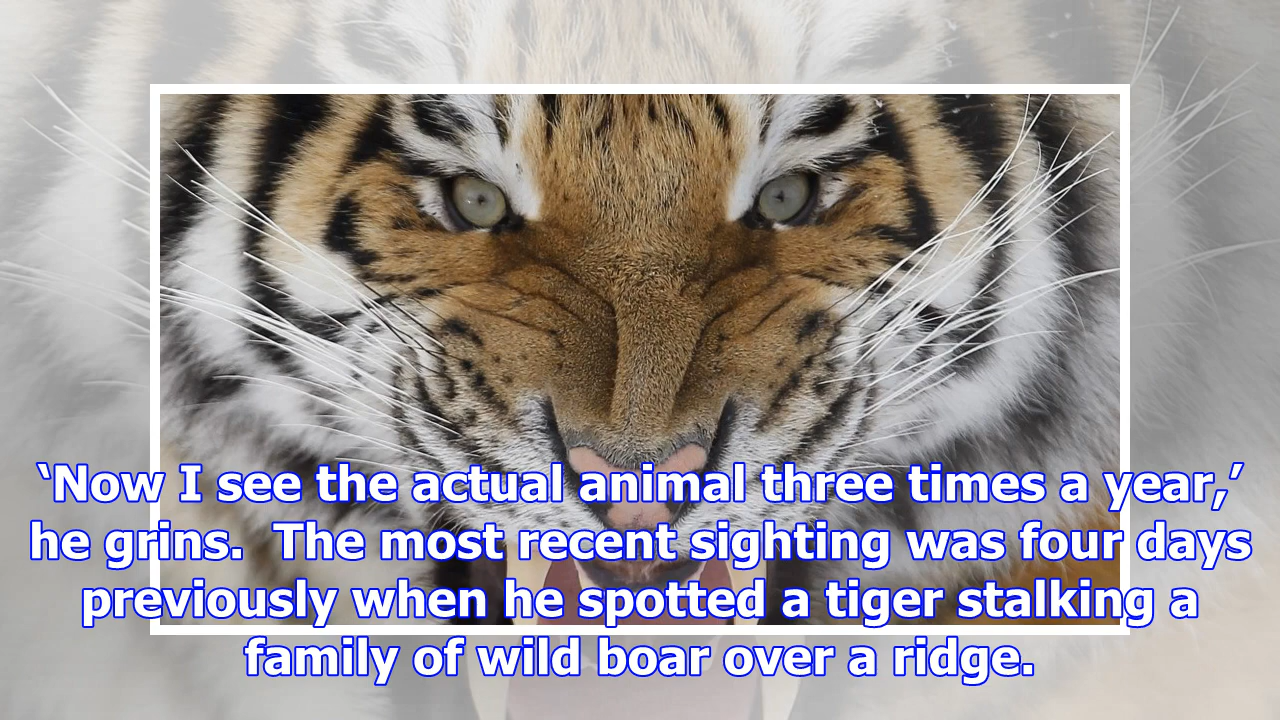 ‘Now I see the actual animal three times a year,’
he grins.  The most recent sighting was four days
previously when he spotted a tiger stalking a
family of wild boar over a ridge.